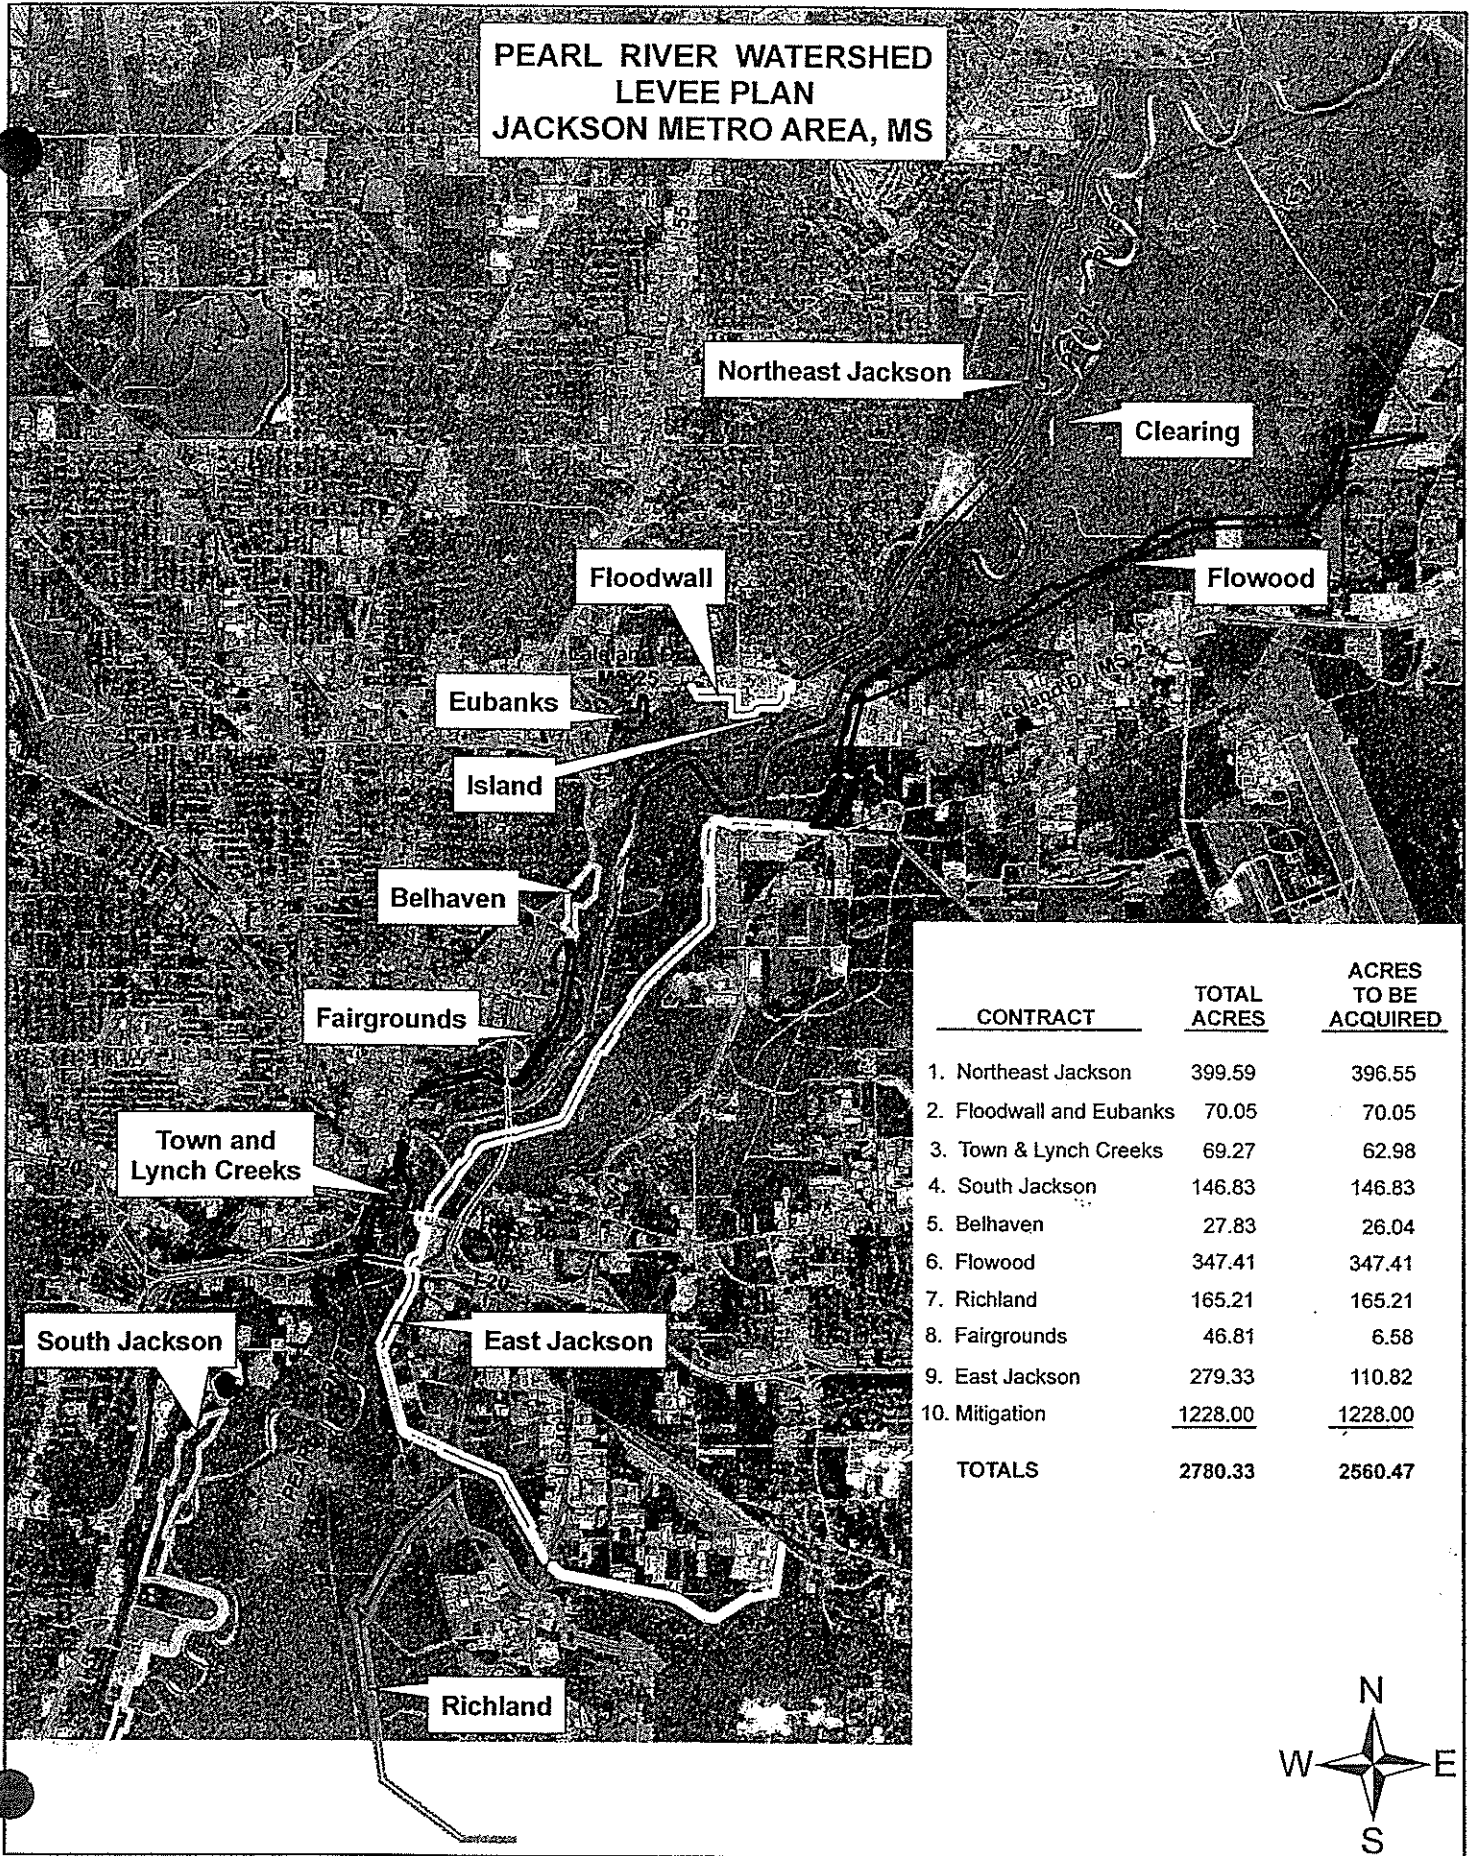 PEARL RIVER WATERSHED
LEVEE PLAN
JACKSON METRO AREA, MS
Northeast Jackson
Clearing
Floodwall
Flowood
Eubanks
Island
Belhaven
Fairgrounds
Town and
Lynch Creeks
South Jackson
East Jackson
Richland
CONTRACT TOTAL ACRES ACRES TO BE ACQUIRED
1. Northeast Jackson 399.59 396.55
2. Floodwall and Eubanks 70.05 70.05
3. Town & Lynch Creeks 69.27 62.98
4. South Jackson 146.83 146.83
5. Belhaven 27.83 26.04
6. Flowood 347.41 347.41
7. Richland 165.21 165.21
8. Fairgrounds 46.81 6.58
9. East Jackson 279.33 110.82
10. Mitigation 1228.00 1228.00
TOTALS 2780.33 2560.47
N
W E
S